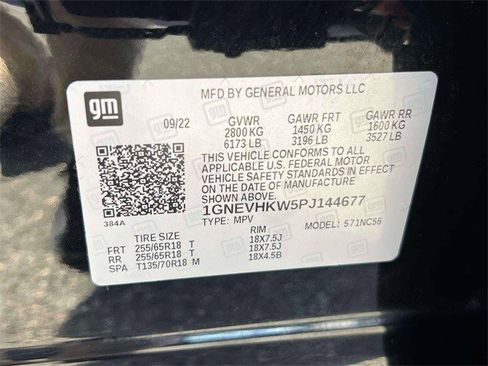 MFD BY GENERAL MOTORS LLC
gm
09/22
GVWR GAWR FRT GAWR RR
2800 KG 1450 KG 1600 KG
6173 LB 3196 LB 3527 LB
THIS VEHICLE CONFORMS TO ALL
APPLICABLE U.S. FEDERAL MOTOR
VEHICLE SAFETY STANDARDS IN EFFECT
ON THE DATE OF MANUFACTURE
SHOWN ABOVE.
1GNEVHKW5PJ144677
TYPE: MPV MODEL: 571NC56
384A
TIRE SIZE RIM
FRT 255/65R18 T 18X7.5J
RR 255/65R18 T 18X7.5J
SPA T135/70R18 M 18X4.5B